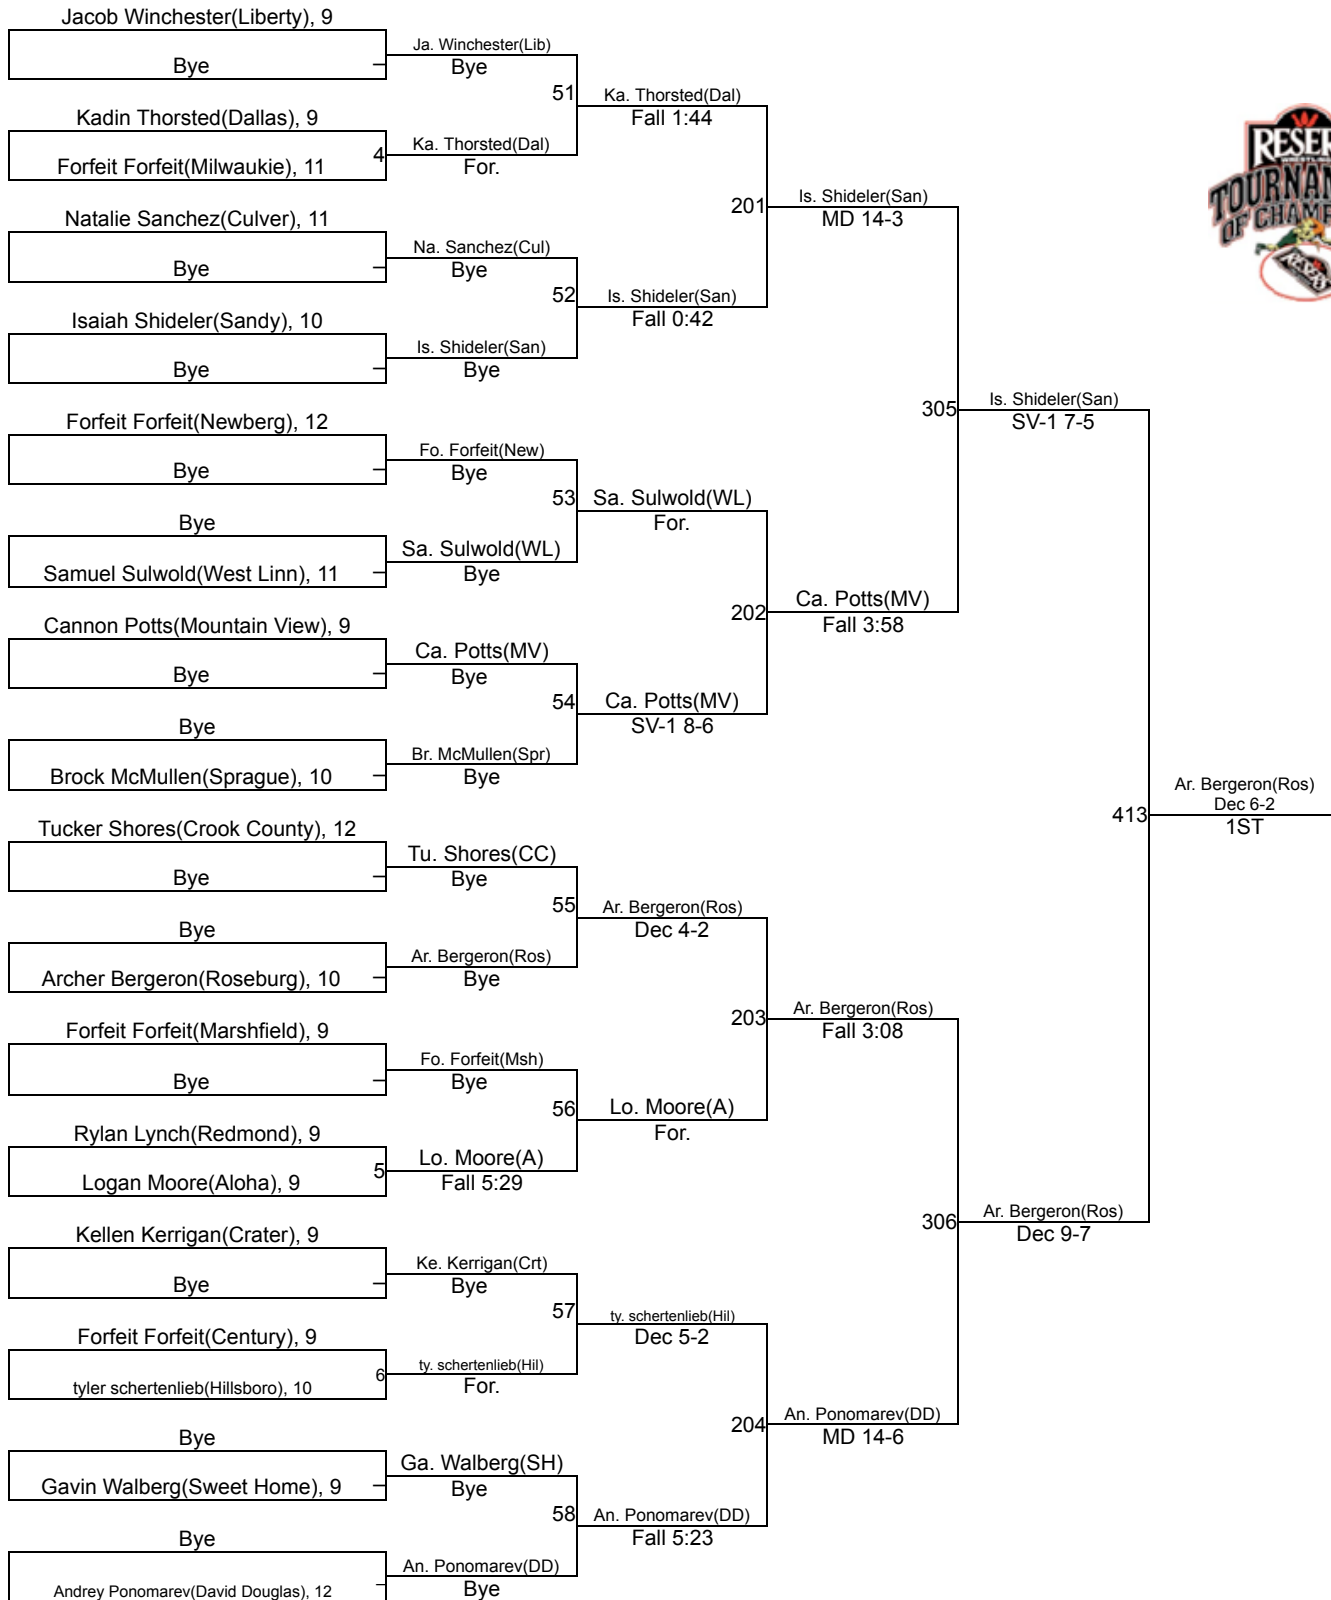 Jacob Winchester(Liberty), 9
Bye
Ja. Winchester(Lib)
Bye
51
Kadin Thorsted(Dallas), 9
Forfeit Forfeit(Milwaukie), 11
4
Ka. Thorsted(Dal)
For.
Ka. Thorsted(Dal)
Fall 1:44
201
Natalie Sanchez(Culver), 11
Bye
Na. Sanchez(Cul)
Bye
52
Isaiah Shideler(Sandy), 10
Bye
Is. Shideler(San)
Bye
Is. Shideler(San)
Fall 0:42
Is. Shideler(San)
MD 14-3
305
Forfeit Forfeit(Newberg), 12
Bye
Fo. Forfeit(New)
Bye
53
Bye
Samuel Sulwold(West Linn), 11
Sa. Sulwold(WL)
Bye
Sa. Sulwold(WL)
For.
202
Cannon Potts(Mountain View), 9
Bye
Ca. Potts(MV)
Bye
54
Bye
Brock McMullen(Sprague), 10
Br. McMullen(Spr)
Bye
Ca. Potts(MV)
SV-1 8-6
Ca. Potts(MV)
Fall 3:58
Is. Shideler(San)
SV-1 7-5
413
Tucker Shores(Crook County), 12
Bye
Tu. Shores(CC)
Bye
55
Bye
Archer Bergeron(Roseburg), 10
Ar. Bergeron(Ros)
Bye
Ar. Bergeron(Ros)
Dec 4-2
203
Forfeit Forfeit(Marshfield), 9
Bye
Fo. Forfeit(Msh)
Bye
56
Rylan Lynch(Redmond), 9
Logan Moore(Aloha), 9
5
Lo. Moore(A)
Fall 5:29
Lo. Moore(A)
For.
Ar. Bergeron(Ros)
Fall 3:08
306
Kellen Kerrigan(Crater), 9
Bye
Ke. Kerrigan(Crt)
Bye
57
Forfeit Forfeit(Century), 9
tyler schertenlieb(Hillsboro), 10
6
ty. schertenlieb(Hil)
For.
ty. schertenlieb(Hil)
Dec 5-2
204
Bye
Gavin Walberg(Sweet Home), 9
Ga. Walberg(SH)
Bye
58
Bye
Andrey Ponomarev(David Douglas), 12
An. Ponomarev(DD)
Bye
An. Ponomarev(DD)
Fall 5:23
An. Ponomarev(DD)
MD 14-6
Ar. Bergeron(Ros)
Dec 9-7
Ar. Bergeron(Ros)
Dec 6-2
1ST
RESER
TOURNAM
OF CHAMP